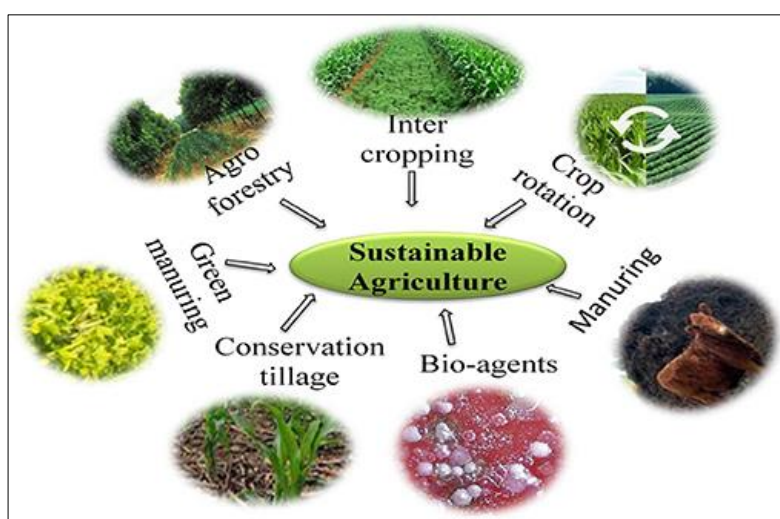 Inter
cropping
Agro
forestry
Crop
rotation
Sustainable
Agriculture
Green
manuring
Manuring
Conservation
tillage
Bio-agents